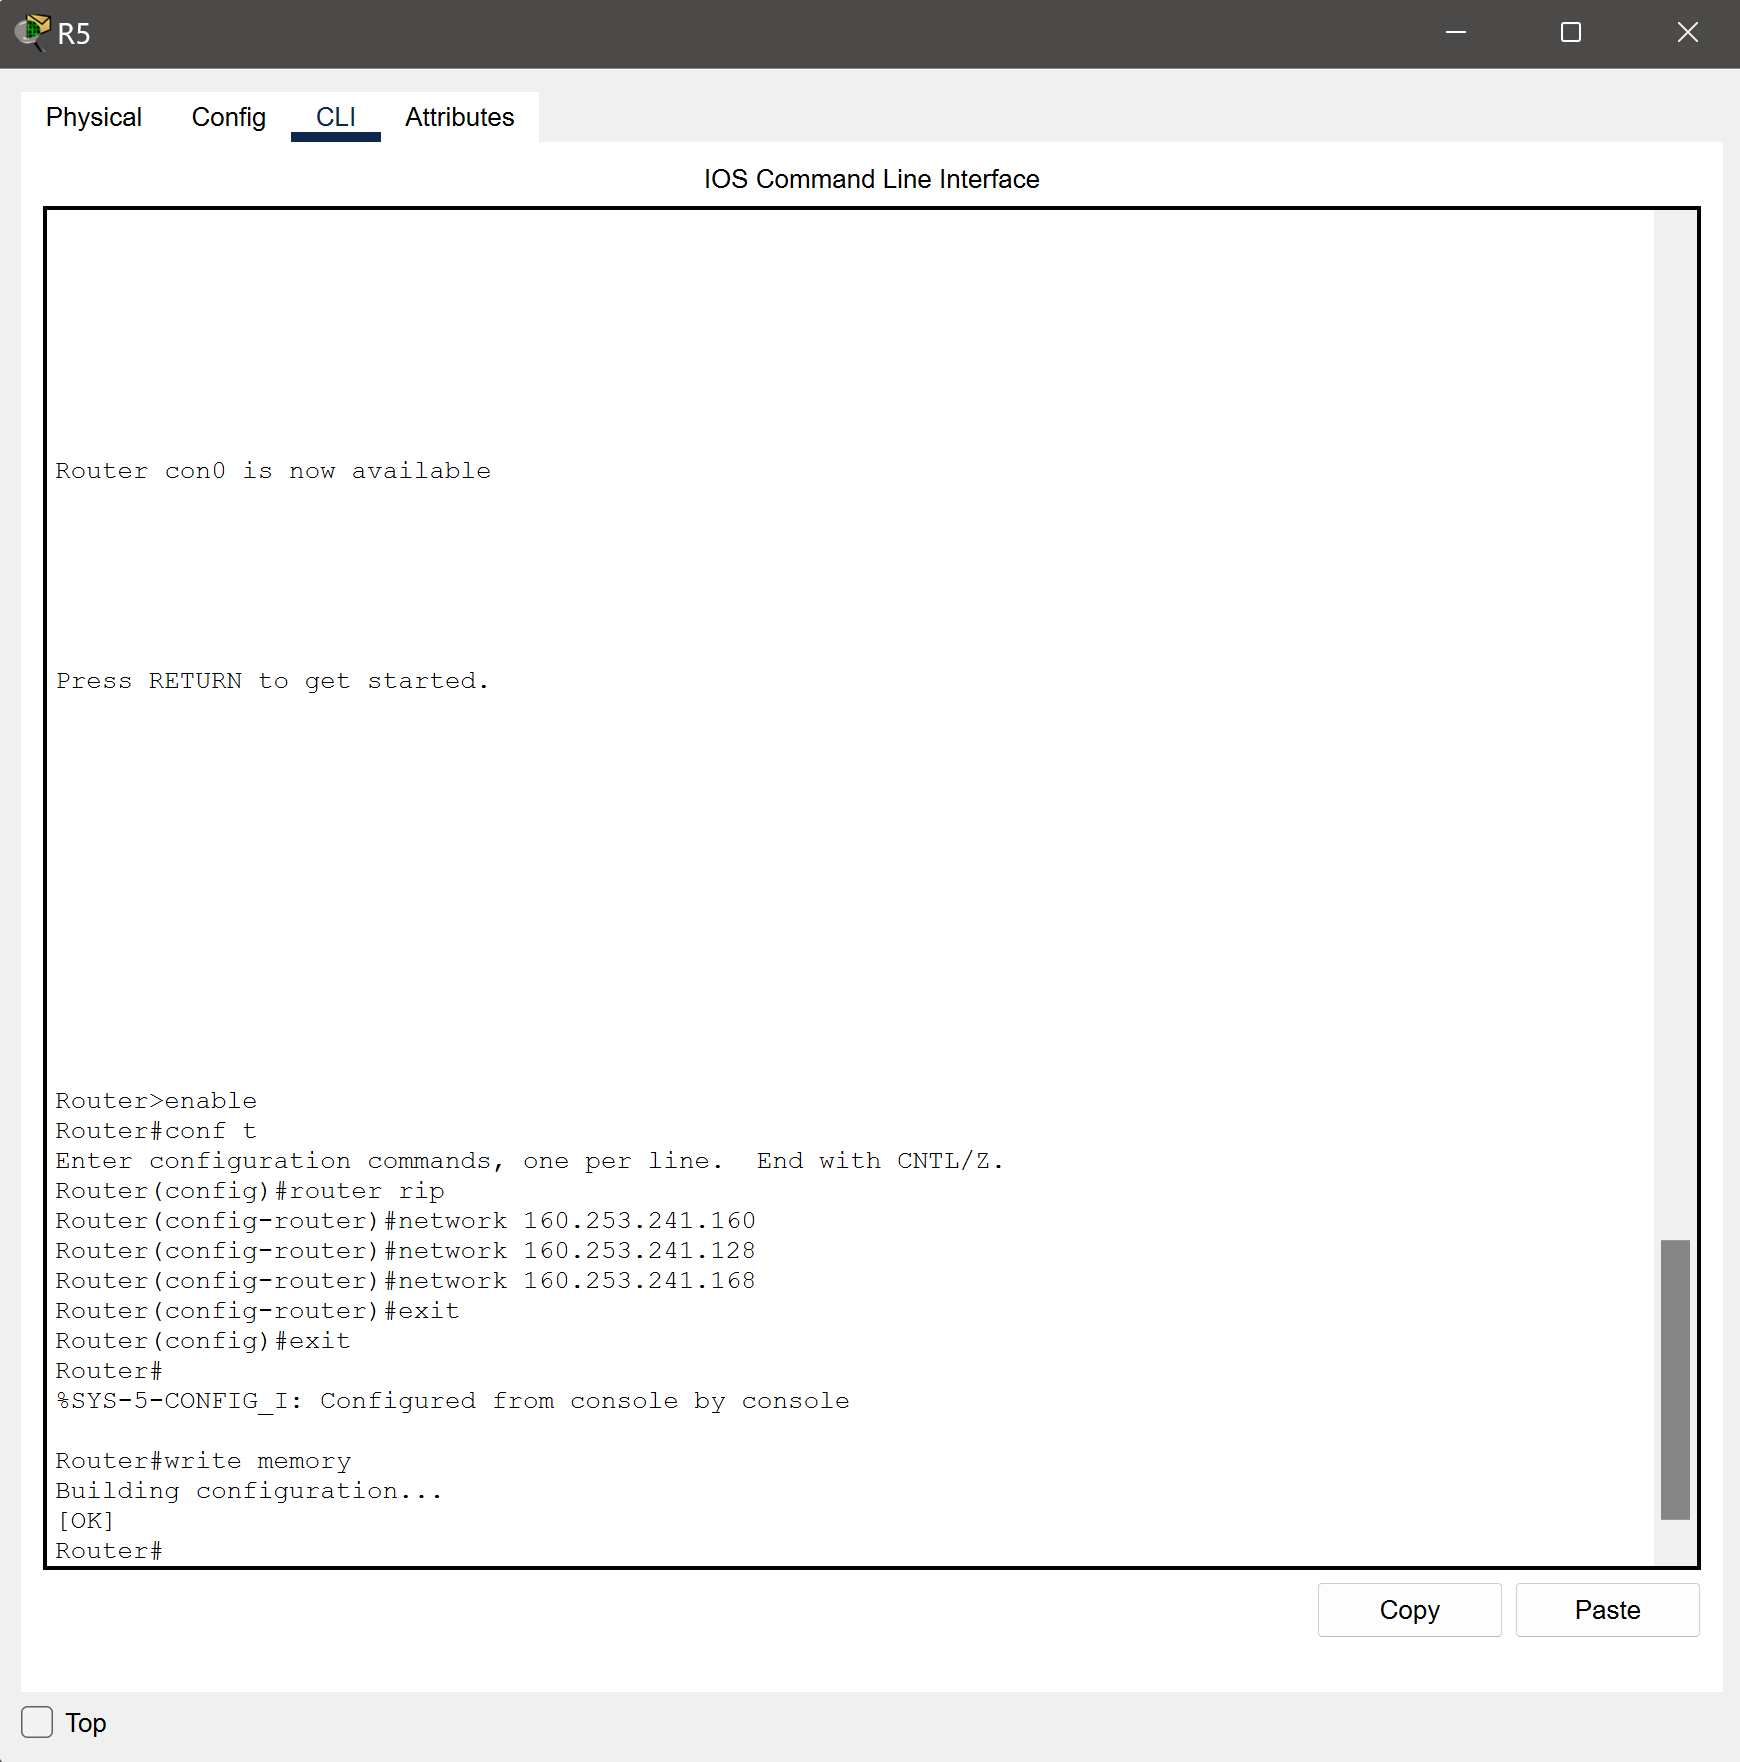 R5
Physical Config CLI Attributes
IOS Command Line Interface
Router con0 is now available
Press RETURN to get started.
Router>enable
Router#conf t
Enter configuration commands, one per line.  End with CNTL/Z.
Router(config)#router rip
Router(config-router)#network 160.253.241.160
Router(config-router)#network 160.253.241.128
Router(config-router)#network 160.253.241.168
Router(config-router)#exit
Router(config)#exit
Router#
%SYS-5-CONFIG_I: Configured from console by console
Router#write memory
Building configuration...
[OK]
Router#
Copy Paste
Top